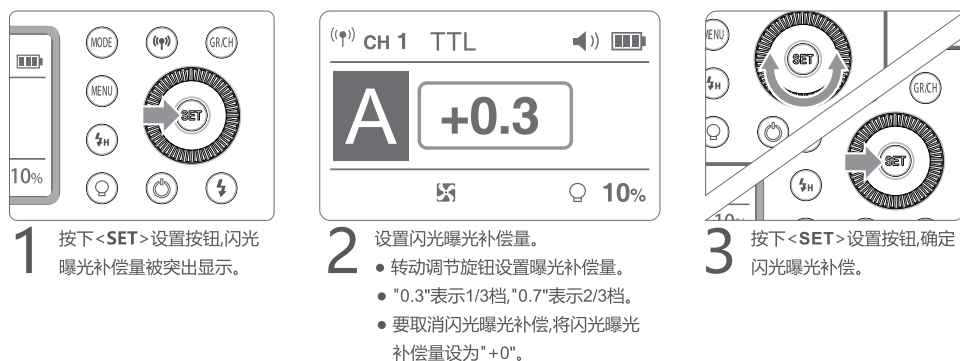 MODE
GR/CH
MENU
SET
H
10%
1
按下<SET>设置按钮,闪光
曝光补偿量被突出显示。
CH 1 TTL
A +0.3
10%
2
设置闪光曝光补偿量。
● 转动调节旋钮设置曝光补偿量。
● "0.3"表示1/3档,"0.7"表示2/3档。
● 要取消闪光曝光补偿,将闪光曝光
补偿量设为"+0"。
ENU
SET
H
GR/CH
SET
H
3
按下<SET>设置按钮,确定
闪光曝光补偿。